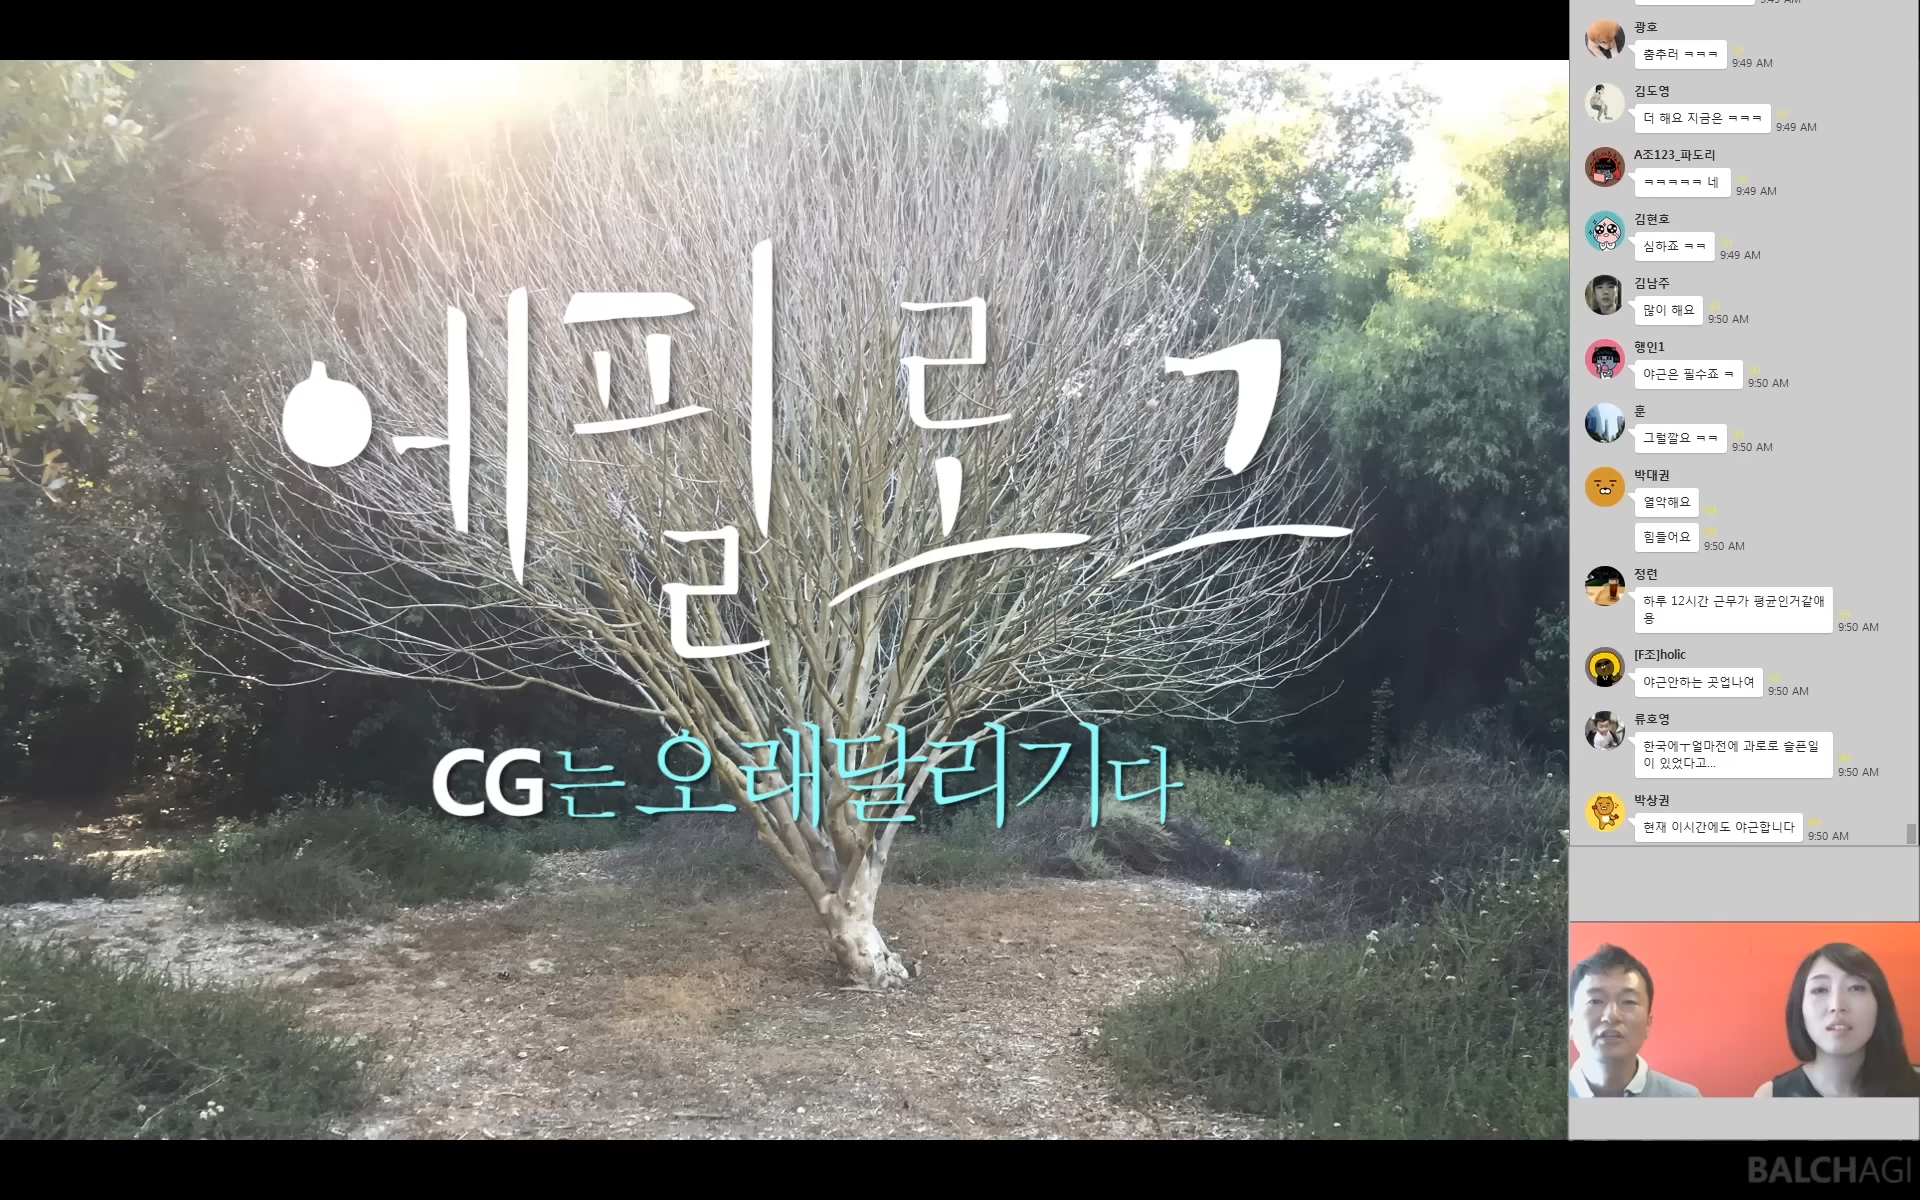 에필로그
CG는 오래달리기다
9:49 AM
광호
춤추러 ㅋㅋㅋ
9:49 AM
김도영
더 해요 지금은 ㅋㅋㅋ
9:49 AM
A조123_파도리
ㅋㅋㅋㅋㅋ 네
9:49 AM
김현호
심하죠 ㅋㅋ
9:49 AM
김남주
많이 해요
9:50 AM
행인1
야근은 필수죠 ㅋ
9:50 AM
훈
그럴깔요 ㅋㅋ
9:50 AM
박대권
열악해요
힘들어요
9:50 AM
정련
하루 12시간 근무가 평균인거같애
용
9:50 AM
[F조]holic
야근안하는 곳업나여
9:50 AM
류호영
한국에ㅜ얼마전에 과로로 슬픈일
이 있었다고...
9:50 AM
박상권
현재 이시간에도 야근합니다
9:50 AM
BALCHAGI